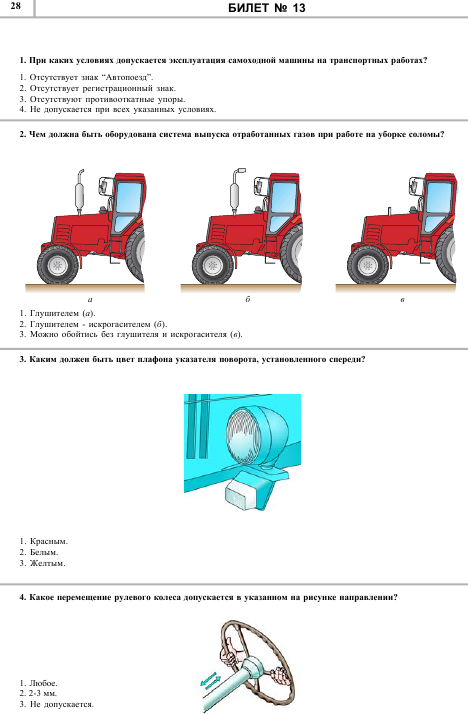 28
БИЛЕТ № 13
1. При каких условиях допускается эксплуатация самоходной машины на транспортных работах?
1. Отсутствует знак “Автопоезд”.
2. Отсутствует регистрационный знак.
3. Отсутствуют противооткатные упоры.
4. Не допускается при всех указанных условиях.
2. Чем должна быть оборудована система выпуска отработанных газов при работе на уборке соломы?
а б в
1. Глушителем (а).
2. Глушителем - искрогасителем (б).
3. Можно обойтись без глушителя и искрогасителя (в).
3. Каким должен быть цвет плафона указателя поворота, установленного спереди?
1. Красным.
2. Белым.
3. Желтым.
4. Какое перемещение рулевого колеса допускается в указанном на рисунке направлении?
1. Любое.
2. 2-3 мм.
3. Не допускается.